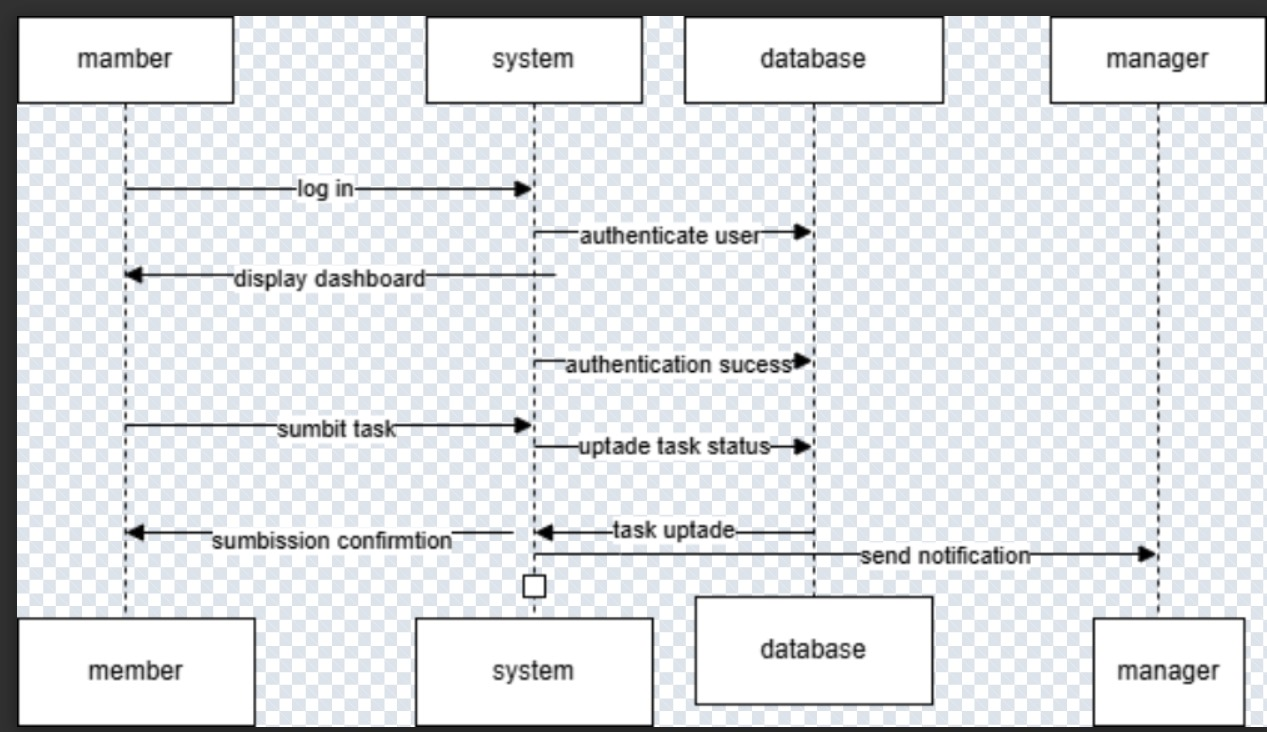 mamber
system
database
manager
log in
authenticate user
display dashboard
authentication sucess
sumbit task
uptade task status
task uptade
sumbission confirmtion
send notification
member
system
database
manager